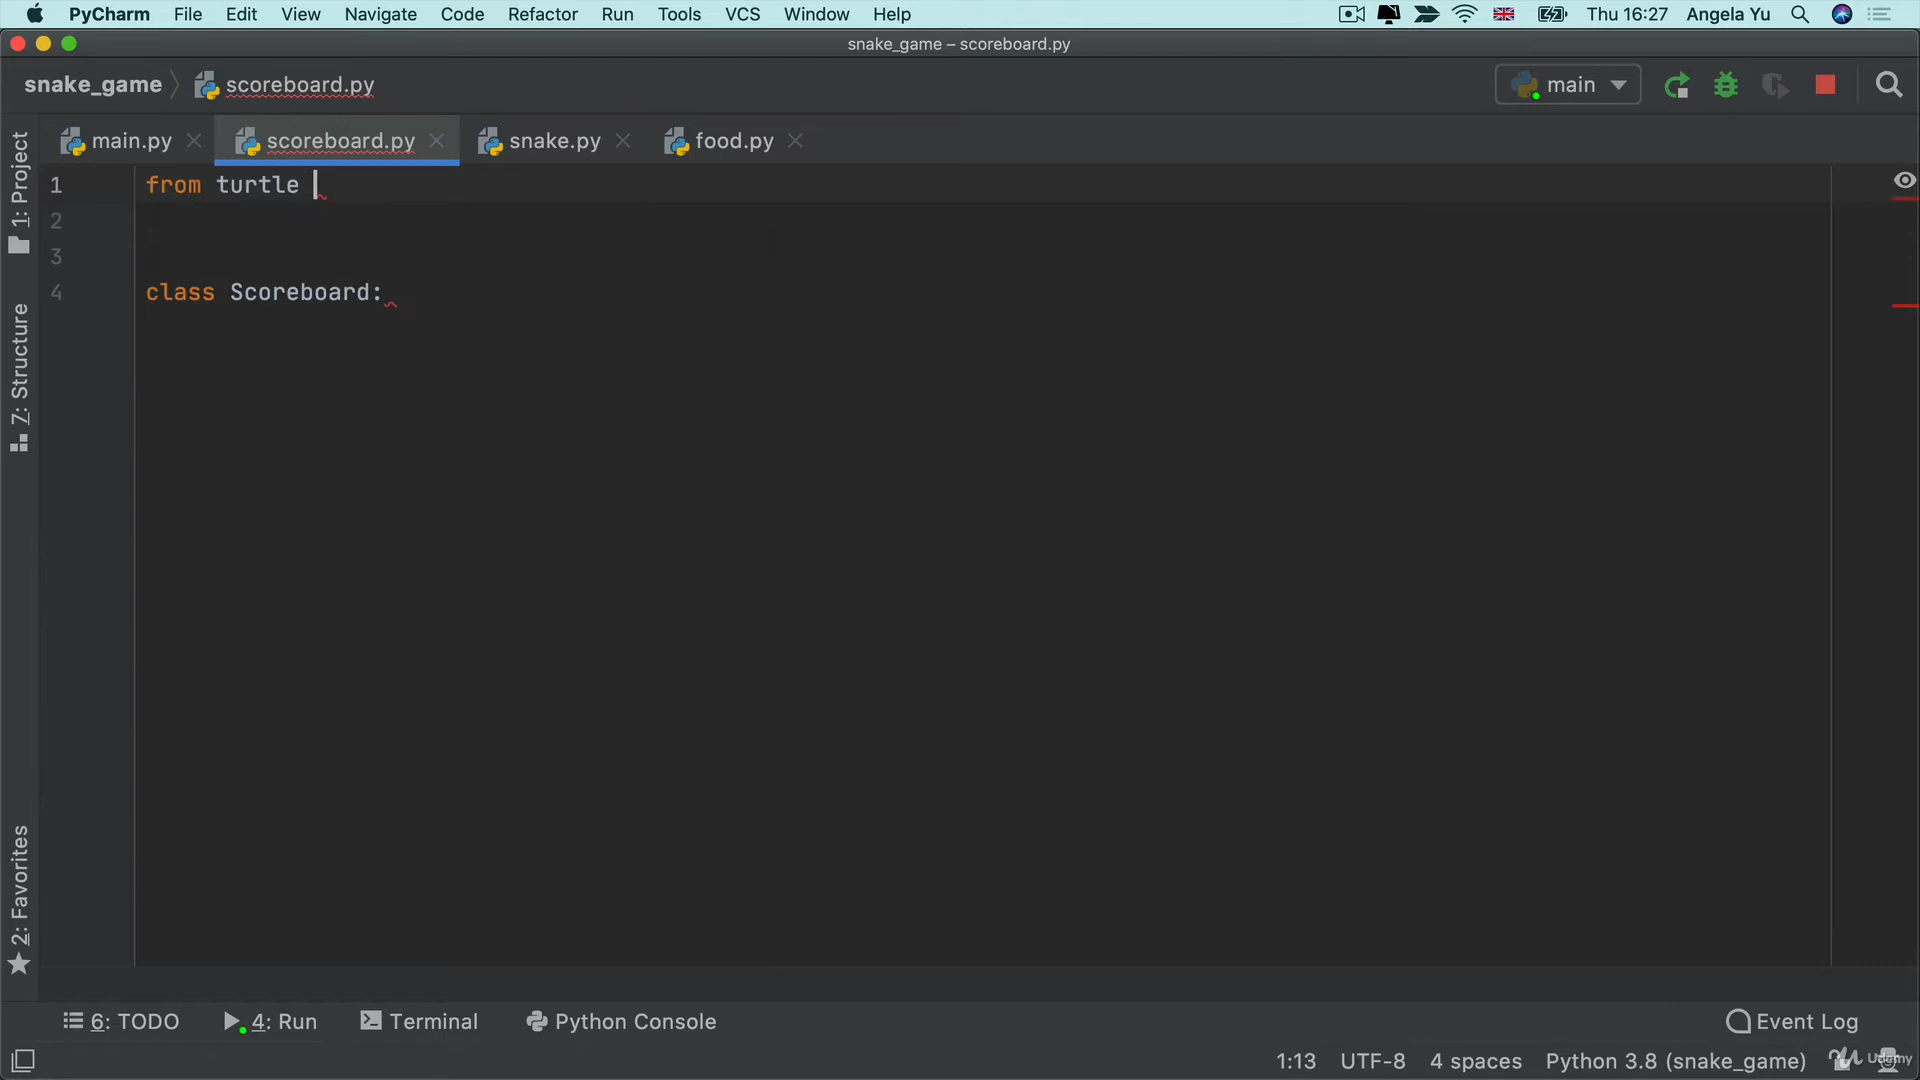 PyCharm File Edit View Navigate Code Refactor Run Tools VCS Window Help Thu 16:27 Angela Yu
snake_game – scoreboard.py
snake_game scoreboard.py main
main.py scoreboard.py snake.py food.py
1 from turtle
2
3
4 class Scoreboard:
1: Project
7: Structure
2: Favorites
6: TODO 4: Run Terminal Python Console Event Log
1:13 UTF-8 4 spaces Python 3.8 (snake_game) Udemy